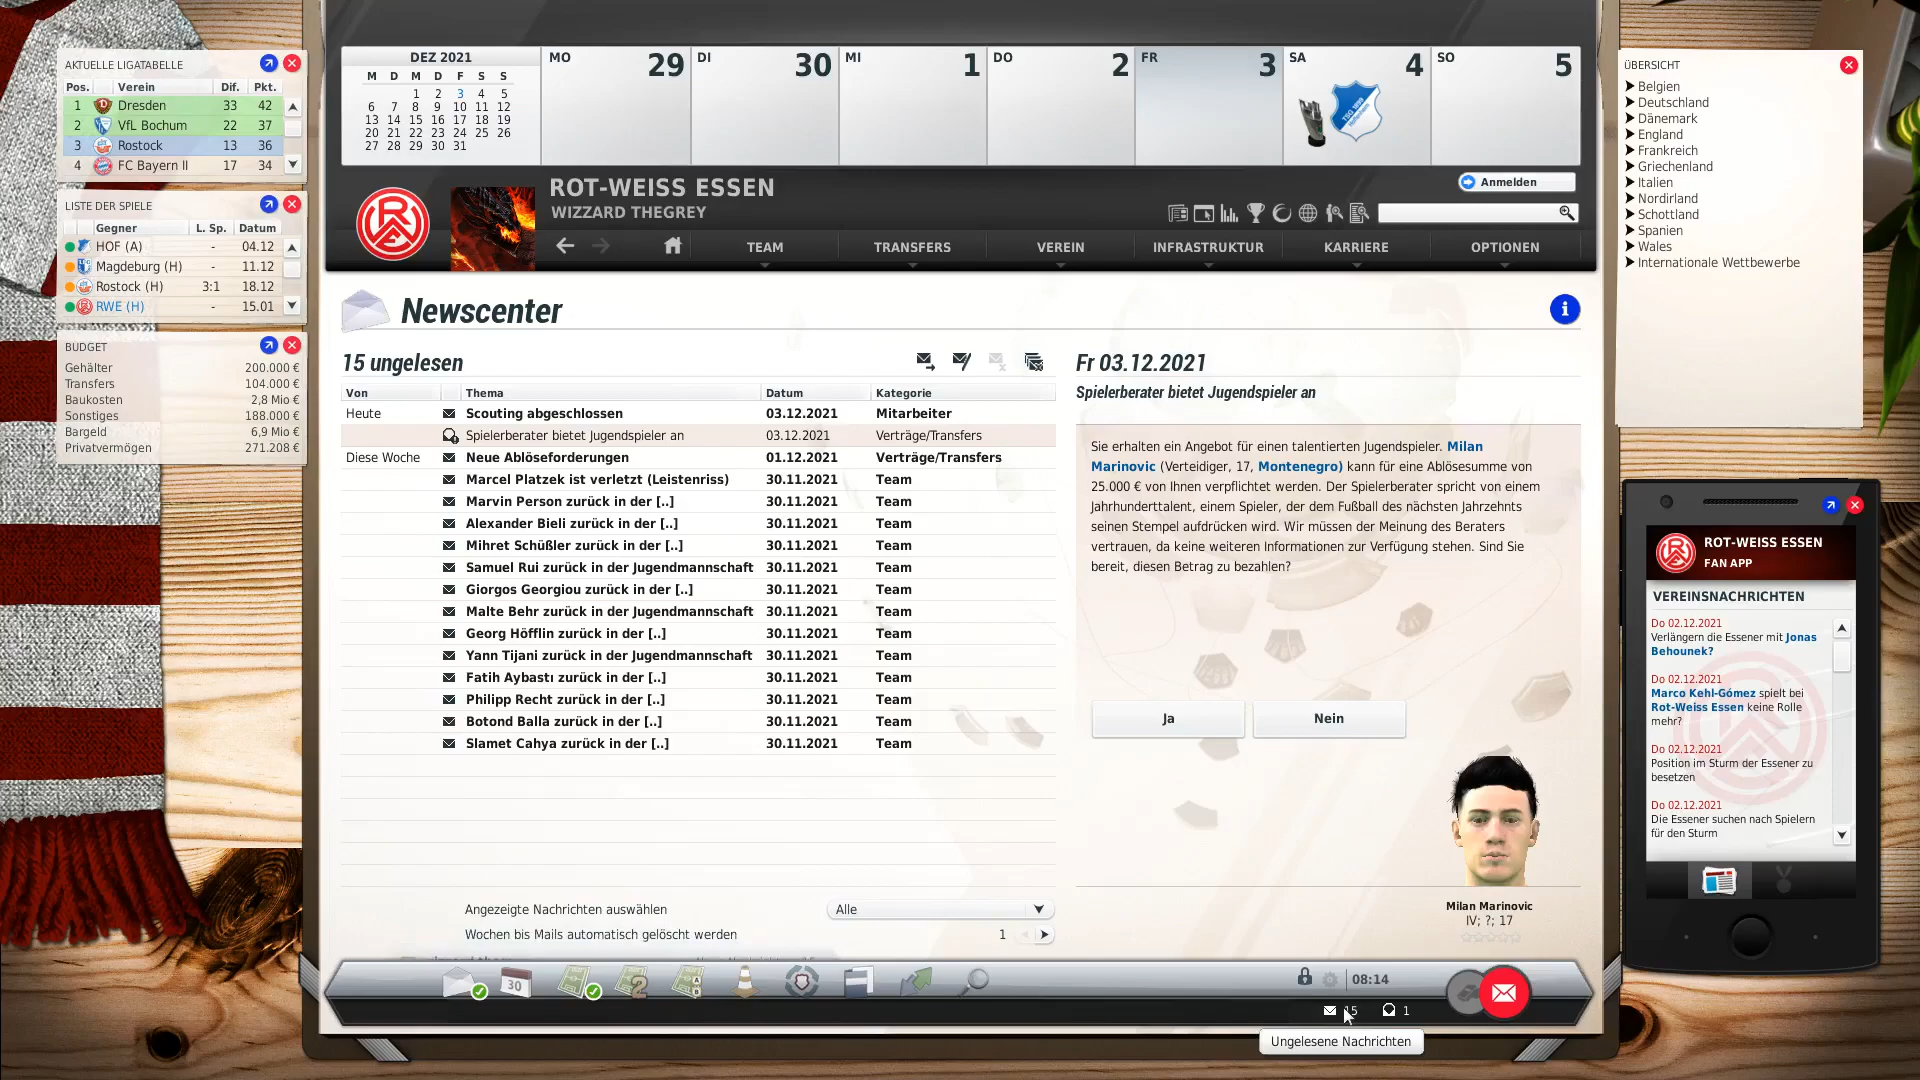 AKTUELLE LIGATABELLE
Pos. Verein Dif. Pkt.
1 Dresden 33 42
2 VfL Bochum 22 37
3 Rostock 13 36
4 FC Bayern II 17 34
LISTE DER SPIELE
Gegner L. Sp. Datum
HOF (A) - 04.12
Magdeburg (H) - 11.12
Rostock (H) 3:1 18.12
RWE (H) - 15.01
BUDGET
Gehälter 200.000 €
Transfers 104.000 €
Baukosten 2,8 Mio €
Sonstiges 188.000 €
Bargeld 6,9 Mio €
Privatvermögen 271.208 €
DEZ 2021
M D M D F S S
1 2 3 4 5
6 7 8 9 10 11 12
13 14 15 16 17 18 19
20 21 22 23 24 25 26
27 28 29 30 31
MO 29
DI 30
MI 1
DO 2
FR 3
SA 4
SO 5
ROT-WEISS ESSEN
WIZZARD THEGREY
Anmelden
TEAM TRANSFERS VEREIN INFRASTRUKTUR KARRIERE OPTIONEN
Newscenter
15 ungelesen
Von Thema Datum Kategorie
Heute Scouting abgeschlossen 03.12.2021 Mitarbeiter
Spielerberater bietet Jugendspieler an 03.12.2021 Verträge/Transfers
Diese Woche Neue Ablöseforderungen 01.12.2021 Verträge/Transfers
Marcel Platzek ist verletzt (Leistenriss) 30.11.2021 Team
Marvin Person zurück in der [..] 30.11.2021 Team
Alexander Bieli zurück in der [..] 30.11.2021 Team
Mihret Schüßler zurück in der [..] 30.11.2021 Team
Samuel Rui zurück in der Jugendmannschaft 30.11.2021 Team
Giorgos Georgiou zurück in der [..] 30.11.2021 Team
Malte Behr zurück in der Jugendmannschaft 30.11.2021 Team
Georg Höfflin zurück in der [..] 30.11.2021 Team
Yann Tijani zurück in der Jugendmannschaft 30.11.2021 Team
Fatih Aybastı zurück in der [..] 30.11.2021 Team
Philipp Recht zurück in der [..] 30.11.2021 Team
Botond Balla zurück in der [..] 30.11.2021 Team
Slamet Cahya zurück in der [..] 30.11.2021 Team
Angezeigte Nachrichten auswählen Alle
Wochen bis Mails automatisch gelöscht werden 1
Fr 03.12.2021
Spielerberater bietet Jugendspieler an
Sie erhalten ein Angebot für einen talentierten Jugendspieler. Milan
Marinovic (Verteidiger, 17, Montenegro) kann für eine Ablösesumme von
25.000 € von Ihnen verpflichtet werden. Der Spielerberater spricht von einem
Jahrhunderttalent, einem Spieler, der dem Fußball des nächsten Jahrzehnts
seinen Stempel aufdrücken wird. Wir müssen der Meinung des Beraters
vertrauen, da keine weiteren Informationen zur Verfügung stehen. Sind Sie
bereit, diesen Betrag zu bezahlen?
Ja Nein
Milan Marinovic
IV; ?; 17
30
2
08:14
15 1
Ungelesene Nachrichten
ÜBERSICHT
Belgien
Deutschland
Dänemark
England
Frankreich
Griechenland
Italien
Nordirland
Schottland
Spanien
Wales
Internationale Wettbewerbe
ROT-WEISS ESSEN
FAN APP
VEREINSNACHRICHTEN
Do 02.12.2021
Verlängern die Essener mit Jonas
Behounek?
Do 02.12.2021
Marco Kehl-Gómez spielt bei
Rot-Weiss Essen keine Rolle
mehr?
Do 02.12.2021
Position im Sturm der Essener zu
besetzen
Do 02.12.2021
Die Essener suchen nach Spielern
für den Sturm